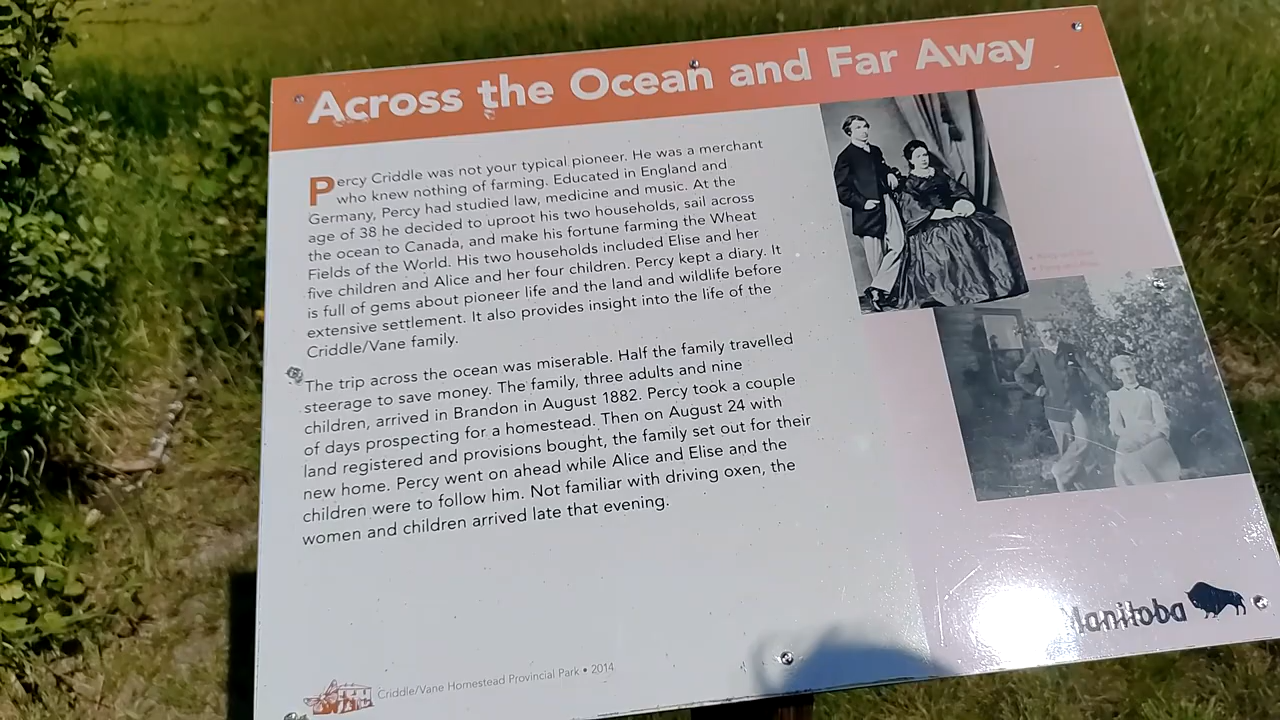 Across the Ocean and Far Away
Percy Criddle was not your typical pioneer. He was a merchant
who knew nothing of farming. Educated in England and
Germany, Percy had studied law, medicine and music. At the
age of 38 he decided to uproot his two households, sail across
the ocean to Canada, and make his fortune farming the Wheat
Fields of the World. His two households included Elise and her
five children and Alice and her four children. Percy kept a diary. It
is full of gems about pioneer life and the land and wildlife before
extensive settlement. It also provides insight into the life of the
Criddle/Vane family.
The trip across the ocean was miserable. Half the family travelled
steerage to save money. The family, three adults and nine
children, arrived in Brandon in August 1882. Percy took a couple
of days prospecting for a homestead. Then on August 24 with
land registered and provisions bought, the family set out for their
new home. Percy went on ahead while Alice and Elise and the
children were to follow him. Not familiar with driving oxen, the
women and children arrived late that evening.
Manitoba
Criddle/Vane Homestead Provincial Park • 2014